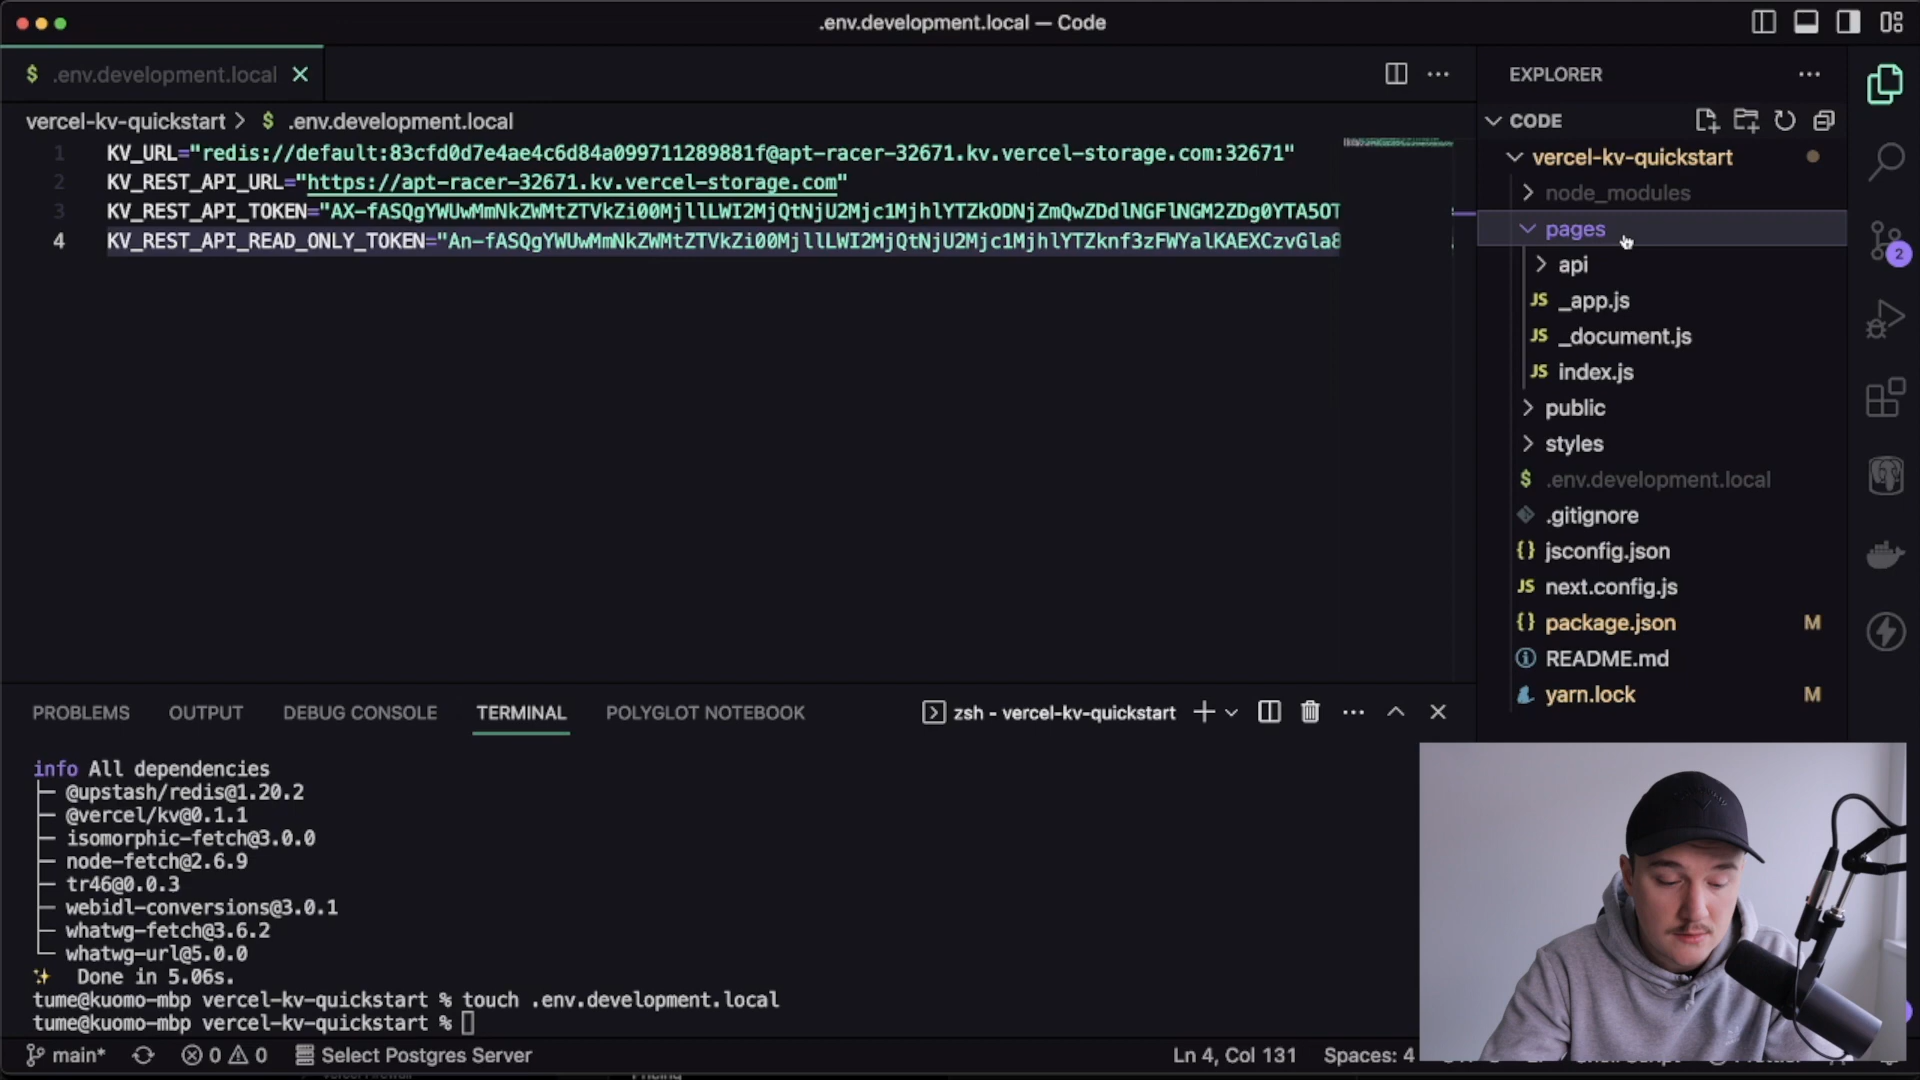 .env.development.local — Code
$ .env.development.local
EXPLORER
vercel-kv-quickstart > $ .env.development.local
CODE
1 KV_URL="redis://default:83cfd0d7e4ae4c6d84a099711289881f@apt-racer-32671.kv.vercel-storage.com:32671"
2 KV_REST_API_URL="https://apt-racer-32671.kv.vercel-storage.com"
3 KV_REST_API_TOKEN="AX-fASQgYWUwMmNkZWMtZTVkZi00MjllLWI2MjQtNjU2Mjc1MjhlYTZkODNjZmQwZDdlNGFlNGM2ZDg0YTA5OT
4 KV_REST_API_READ_ONLY_TOKEN="An-fASQgYWUwMmNkZWMtZTVkZi00MjllLWI2MjQtNjU2Mjc1MjhlYTZknf3zFWYalKAEXCzvGla8
vercel-kv-quickstart
node_modules
pages
api
JS _app.js
JS _document.js
JS index.js
public
styles
$ .env.development.local
.gitignore
{} jsconfig.json
JS next.config.js
{} package.json M
README.md
yarn.lock M
2
PROBLEMS OUTPUT DEBUG CONSOLE TERMINAL POLYGLOT NOTEBOOK zsh - vercel-kv-quickstart
info All dependencies
├─ @upstash/redis@1.20.2
├─ @vercel/kv@0.1.1
├─ isomorphic-fetch@3.0.0
├─ node-fetch@2.6.9
├─ tr46@0.0.3
├─ webidl-conversions@3.0.1
├─ whatwg-fetch@3.6.2
└─ whatwg-url@5.0.0
✨ Done in 5.06s.
tume@kuomo-mbp vercel-kv-quickstart % touch .env.development.local
tume@kuomo-mbp vercel-kv-quickstart %
main* 0 0 Select Postgres Server Ln 4, Col 131 Spaces: 4
Pricing